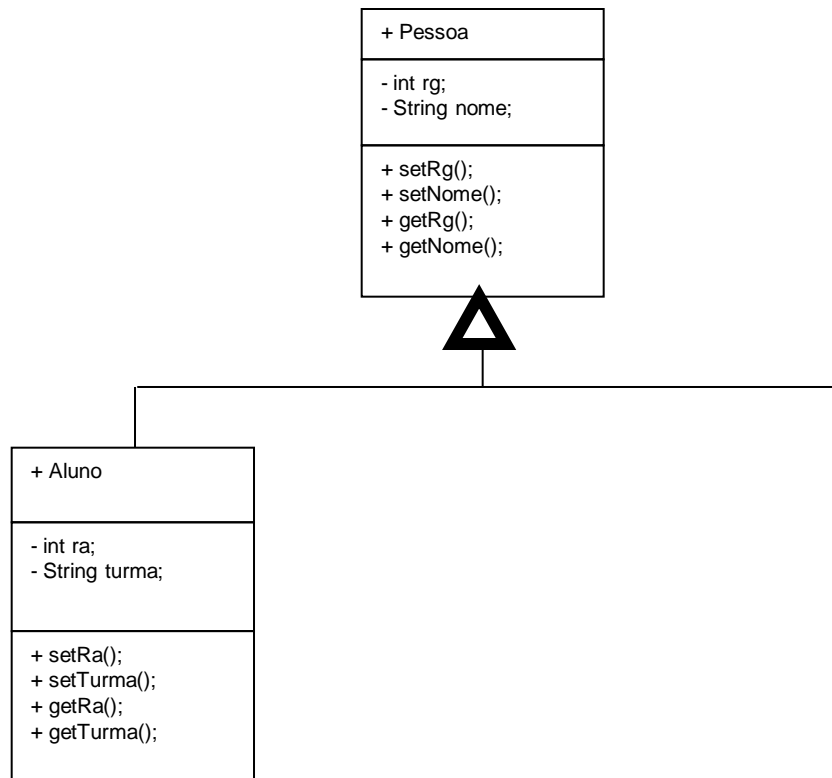 + Pessoa
- int rg;
- String nome;
+ setRg();
+ setNome();
+ getRg();
+ getNome();
+ Aluno
- int ra;
- String turma;
+ setRa();
+ setTurma();
+ getRa();
+ getTurma();